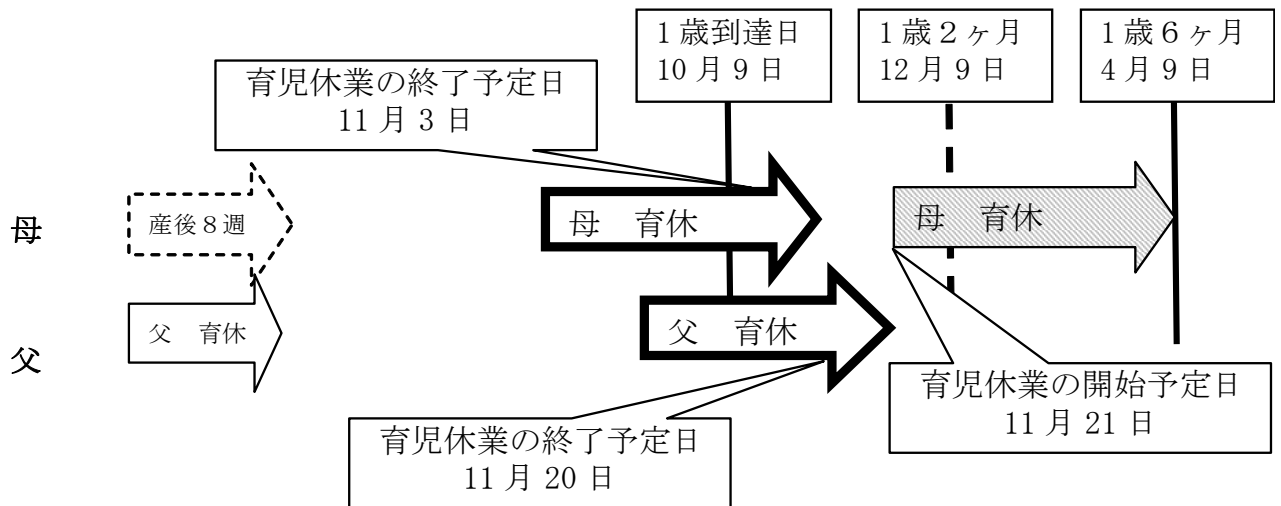 1歳到達日
10月9日
1歳2ヶ月
12月9日
1歳6ヶ月
4月9日
育児休業の終了予定日
11月3日
母
産後8週
母 育休
母 育休
父
父 育休
父 育休
育児休業の開始予定日
11月21日
育児休業の終了予定日
11月20日